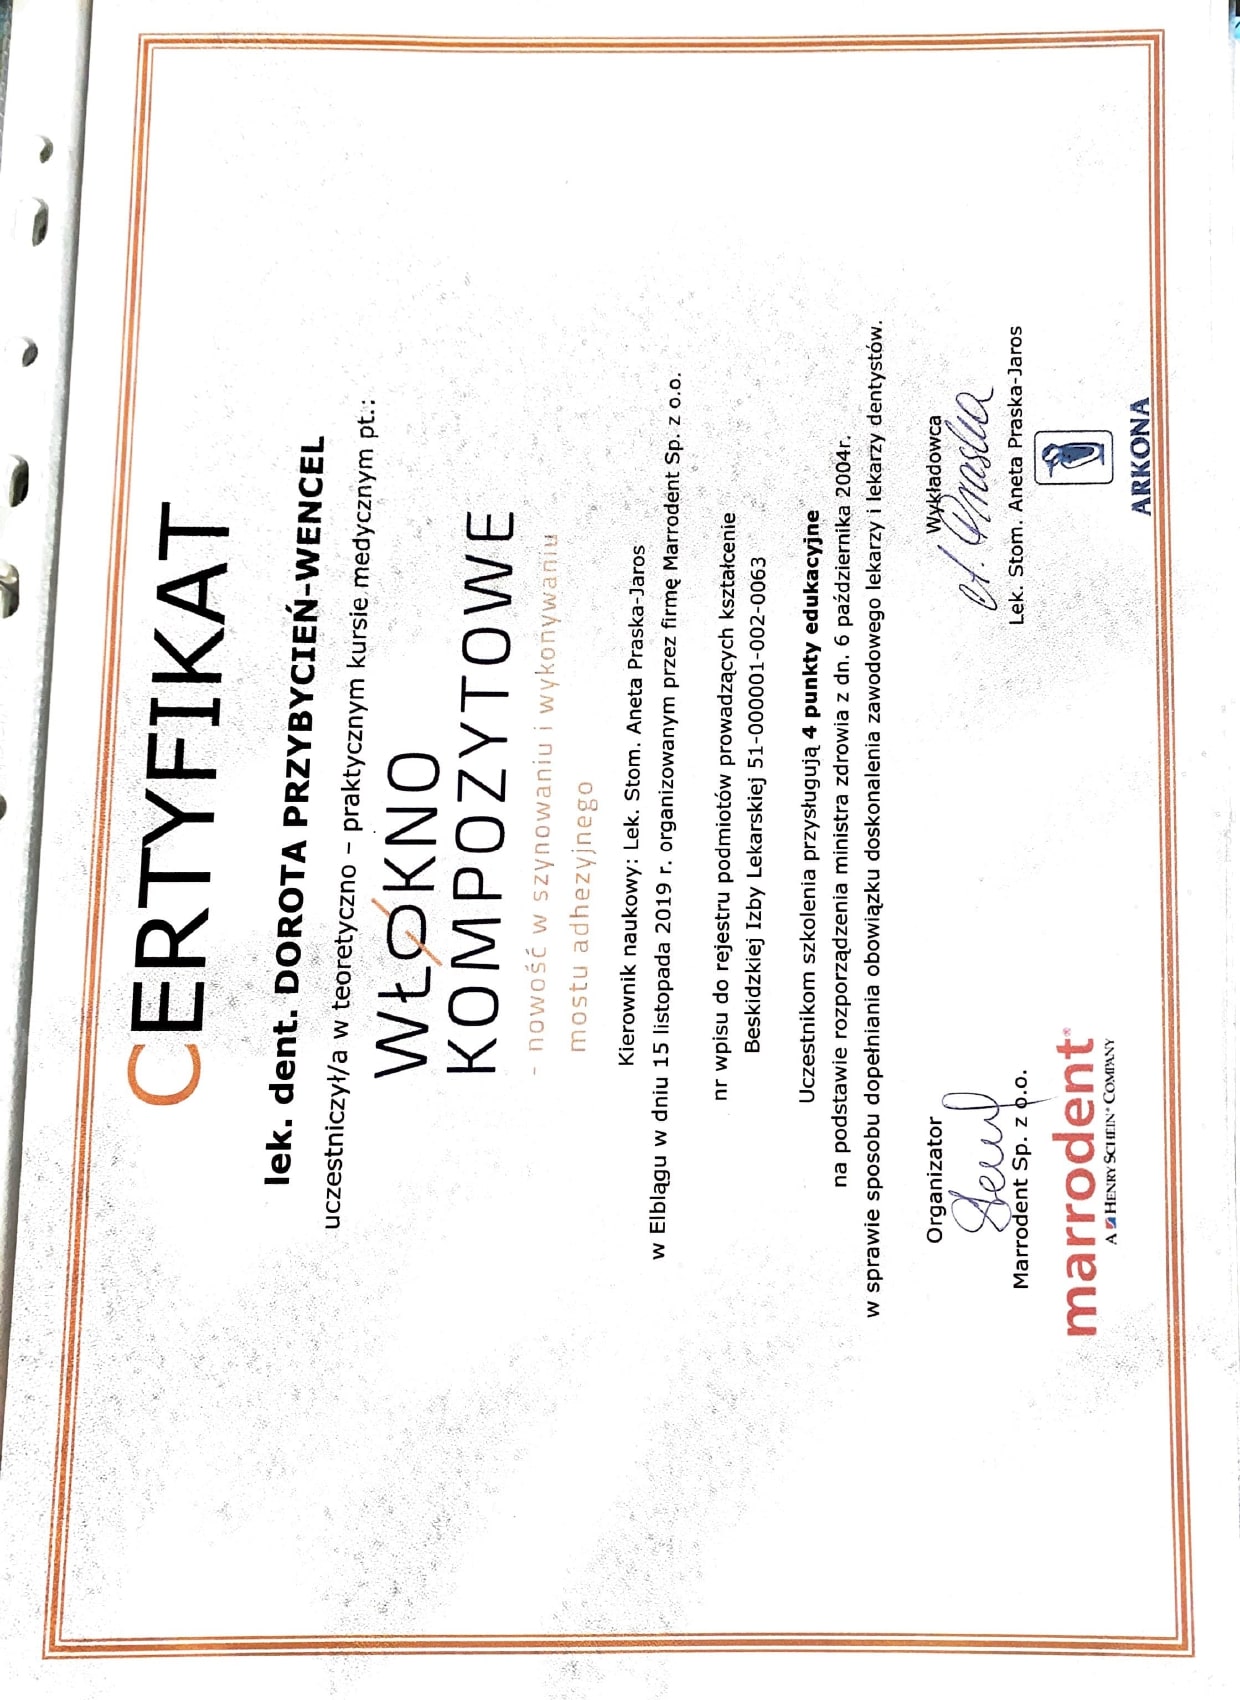 CERTYFIKAT
lek. dent. DOROTA PRZYBYCIEŃ-WENCEL
uczestniczył/a w teoretyczno – praktycznym kursie medycznym pt.:
WŁÓKNO
KOMPOZYTOWE
- nowość w szynowaniu i wykonywaniu
mostu adhezyjnego
Kierownik naukowy: Lek. Stom. Aneta Praska-Jaros
w Elblągu w dniu 15 listopada 2019 r. organizowanym przez firmę Marrodent Sp. z o.o.
nr wpisu do rejestru podmiotów prowadzących kształcenie
Beskidzkiej Izby Lekarskiej 51-000001-002-0063
Uczestnikom szkolenia przysługują 4 punkty edukacyjne
na podstawie rozporządzenia ministra zdrowia z dn. 6 października 2004r.
w sprawie sposobu dopełniania obowiązku doskonalenia zawodowego lekarzy i lekarzy dentystów.
Organizator
Marrodent Sp. z o.o.
marrodent
A HENRY SCHEIN® COMPANY
Wykładowca
A. Praska
Lek. Stom. Aneta Praska-Jaros
ARKONA